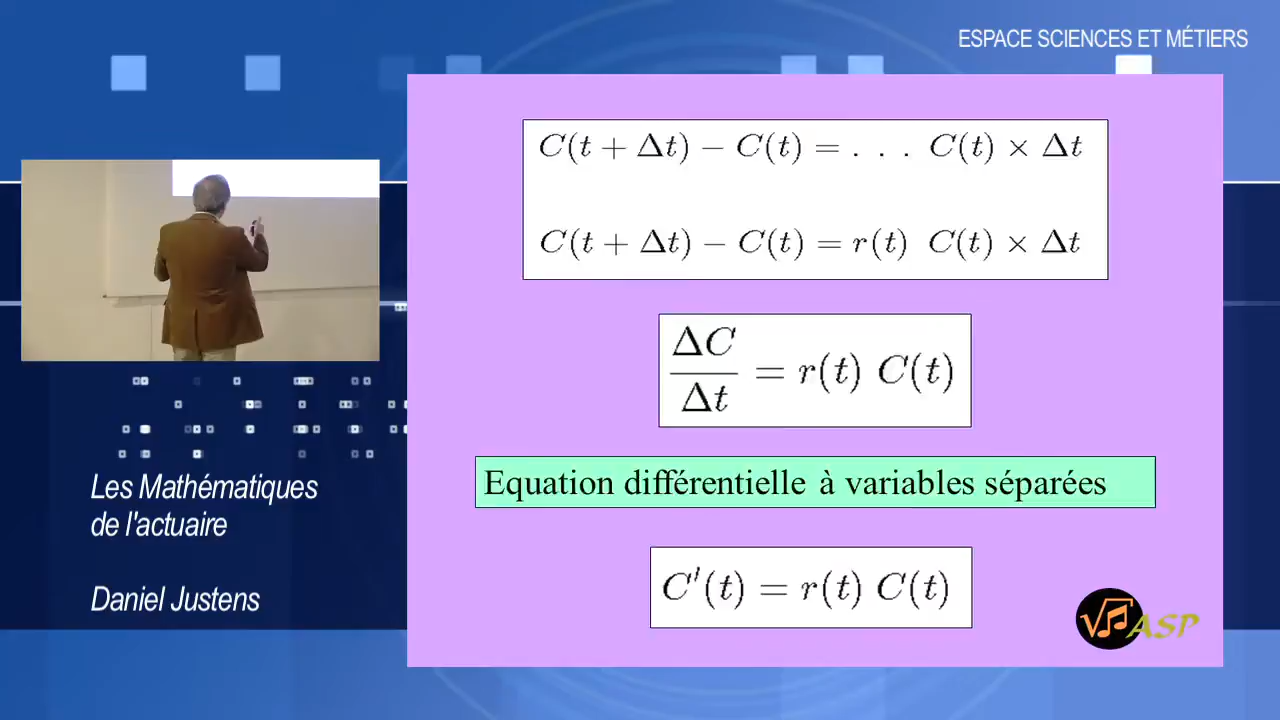 ESPACE SCIENCES ET MÉTIERS
C(t + Δt) − C(t) = . . . C(t) × Δt
C(t + Δt) − C(t) = r(t) C(t) × Δt
ΔC
Δt
= r(t) C(t)
Equation différentielle à variables séparées
C′(t) = r(t) C(t)
Les Mathématiques
de l'actuaire
Daniel Justens
√ASP